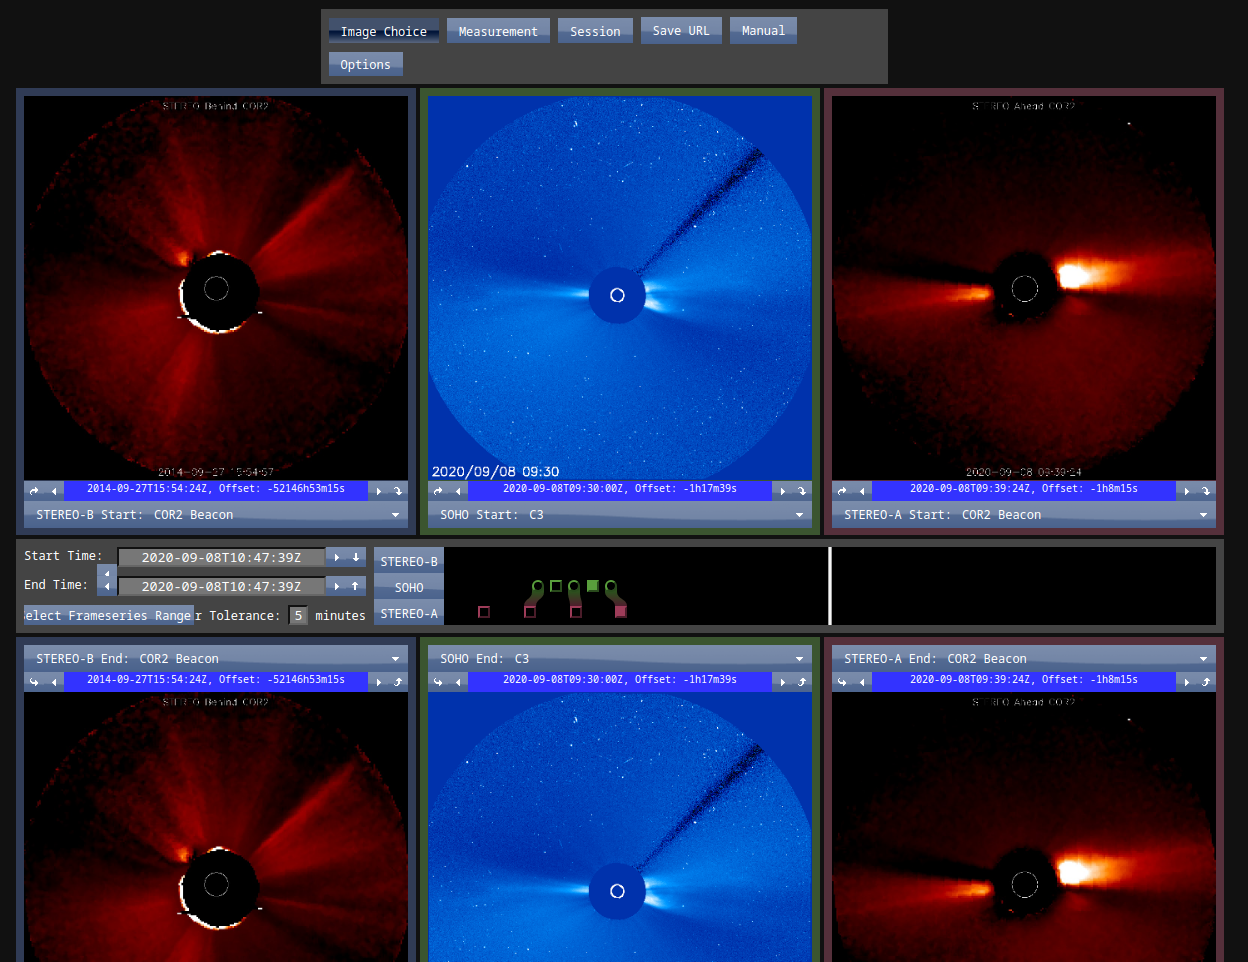 Image Choice Measurement Session Save URL Manual
Options
STEREO Behind COR2
STEREO Ahead COR2
2014-09-27 15:54:57
2020/09/08 09:30
2020-09-08 09:39:24
2014-09-27T15:54:24Z, Offset: -52146h53m15s
2020-09-08T09:30:00Z, Offset: -1h17m39s
2020-09-08T09:39:24Z, Offset: -1h8m15s
STEREO-B Start: COR2 Beacon
SOHO Start: C3
STEREO-A Start: COR2 Beacon
Start Time: 2020-09-08T10:47:39Z
End Time: 2020-09-08T10:47:39Z
elect Frameseries Range r Tolerance: 5 minutes
STEREO-B
SOHO
STEREO-A
STEREO-B End: COR2 Beacon
SOHO End: C3
STEREO-A End: COR2 Beacon
2014-09-27T15:54:24Z, Offset: -52146h53m15s
2020-09-08T09:30:00Z, Offset: -1h17m39s
2020-09-08T09:39:24Z, Offset: -1h8m15s
STEREO Behind COR2
STEREO Ahead COR2